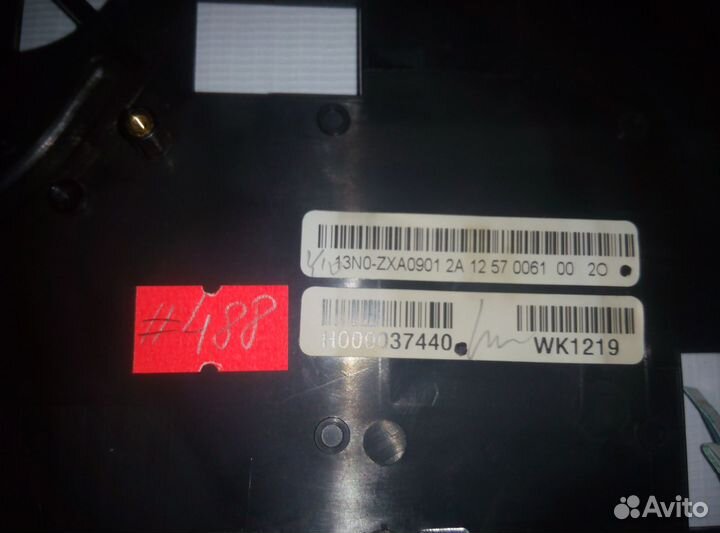 13N0-ZXA0901 2A 12 57 0061 00 2O
#488
H000037440
WK1219
Avito